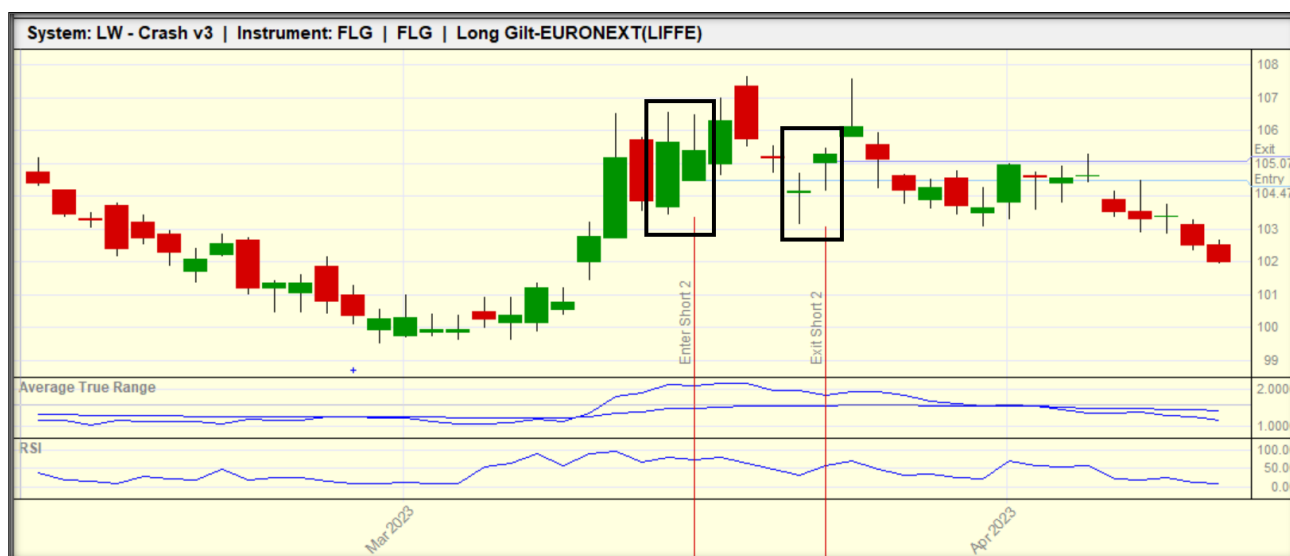 System: LW - Crash v3 | Instrument: FLG | FLG | Long Gilt-EURONEXT(LIFFE)
108
107
106
Exit
105.07
Entry
104.47
103
102
101
100
99
Enter Short 2
Exit Short 2
Average True Range
2.000
1.000
RSI
100.00
50.00
0.00
Mar 2023
Apr 2023